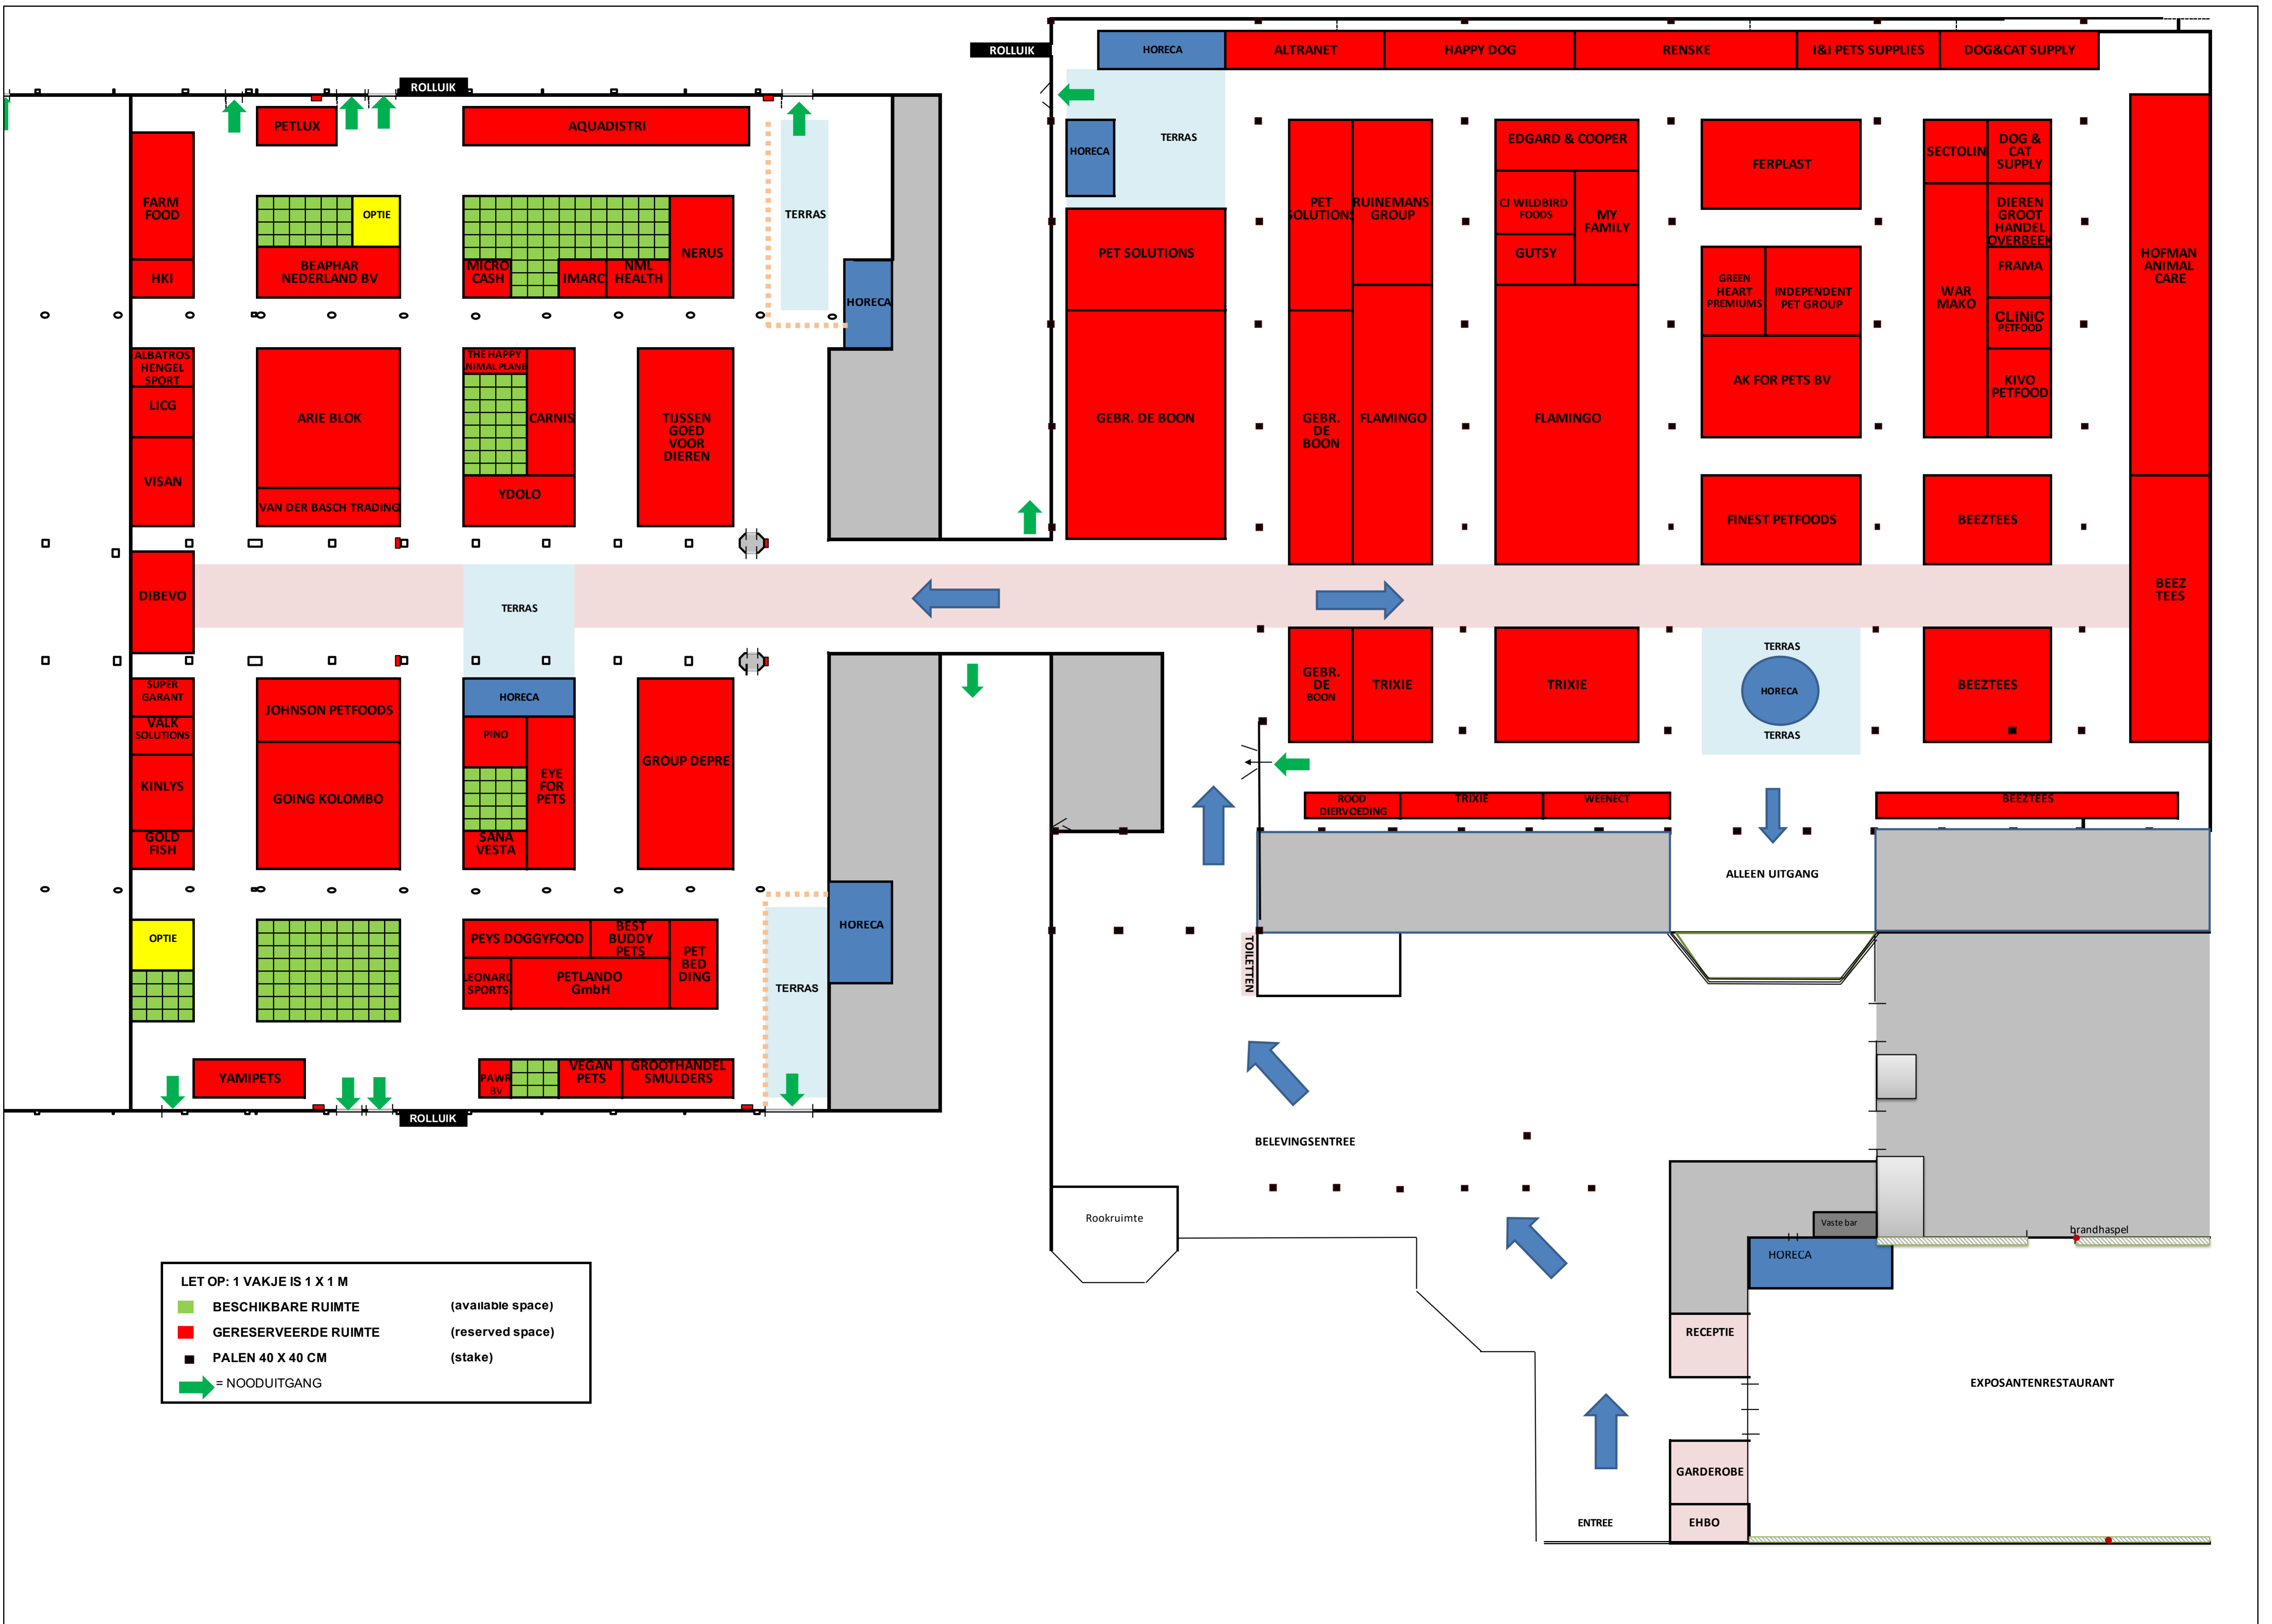 ROLLUIK
HORECA
ALTRANET
HAPPY DOG
RENSKE
I&I PETS SUPPLIES
DOG&CAT SUPPLY
ROLLUIK
PETLUX
AQUADISTRI
TERRAS
HORECA
FARM
FOOD
HKI
OPTIE
BEAPHAR
NEDERLAND BV
MICRO
CASH
IMARC
NML
HEALTH
NERUS
TERRAS
HORECA
ALBATROS
HENGEL
SPORT
LICG
VISAN
ARIE BLOK
VAN DER BASCH TRADING
THE HAPPY
ANIMAL PLANE
CARNIS
YDOLO
TIJSSEN
GOED
VOOR
DIEREN
DIBEVO
TERRAS
SUPER
GARANT
VALK
SOLUTIONS
KINLYS
GOLD
FISH
JOHNSON PETFOODS
GOING KOLOMBO
HORECA
PINO
EYE
FOR
PETS
SANA
VESTA
GROUP DEPRE
OPTIE
PEYS DOGGYFOOD
BEST
BUDDY
PETS
PET
BED
DING
LEONARD
SPORTS
PETLANDO
GmbH
HORECA
TERRAS
YAMIPETS
PAWR
BV
VEGAN
PETS
GROOTHANDEL
SMULDERS
ROLLUIK
PET SOLUTIONS
GEBR. DE BOON
PET
SOLUTIONS
RUINEMANS
GROUP
GEBR.
DE
BOON
FLAMINGO
EDGARD & COOPER
CJ WILDBIRD
FOODS
MY
FAMILY
GUTSY
FLAMINGO
FERPLAST
GREEN
HEART
PREMIUMS
INDEPENDENT
PET GROUP
AK FOR PETS BV
FINEST PETFOODS
SECTOLIN
DOG &
CAT
SUPPLY
WAR
MAKO
DIEREN
GROOT
HANDEL
OVERBEEK
FRAMA
CLiNiC
PETFOOD
KIVO
PETFOOD
BEEZTEES
HOFMAN
ANIMAL
CARE
BEEZ
TEES
GEBR.
DE
BOON
TRIXIE
TRIXIE
TERRAS
HORECA
TERRAS
BEEZTEES
ROOD
DIERVOEDING
TRIXIE
WEENECT
BEEZTEES
ALLEEN UITGANG
TOILETTEN
BELEVINGSENTREE
Rookruimte
Vaste bar
brandhaspel
HORECA
RECEPTIE
EXPOSANTENRESTAURANT
GARDEROBE
ENTREE
EHBO
LET OP: 1 VAKJE IS 1 X 1 M
BESCHIKBARE RUIMTE (available space)
GERESERVEERDE RUIMTE (reserved space)
PALEN 40 X 40 CM (stake)
= NOODUITGANG